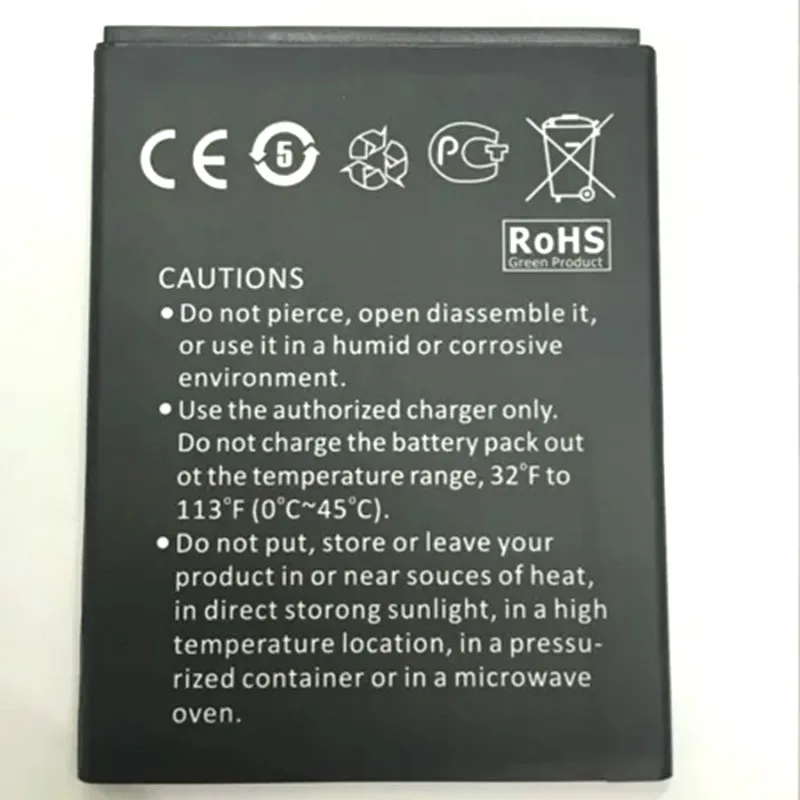 CE 5 PCT
RoHS
Green Product
CAUTIONS
• Do not pierce, open diassemble it,
or use it in a humid or corrosive
environment.
• Use the authorized charger only.
Do not charge the battery pack out
ot the temperature range, 32°F to
113°F (0°C~45°C).
• Do not put, store or leave your
product in or near souces of heat,
in direct storong sunlight, in a high
temperature location, in a pressu-
rized container or in a microwave
oven.